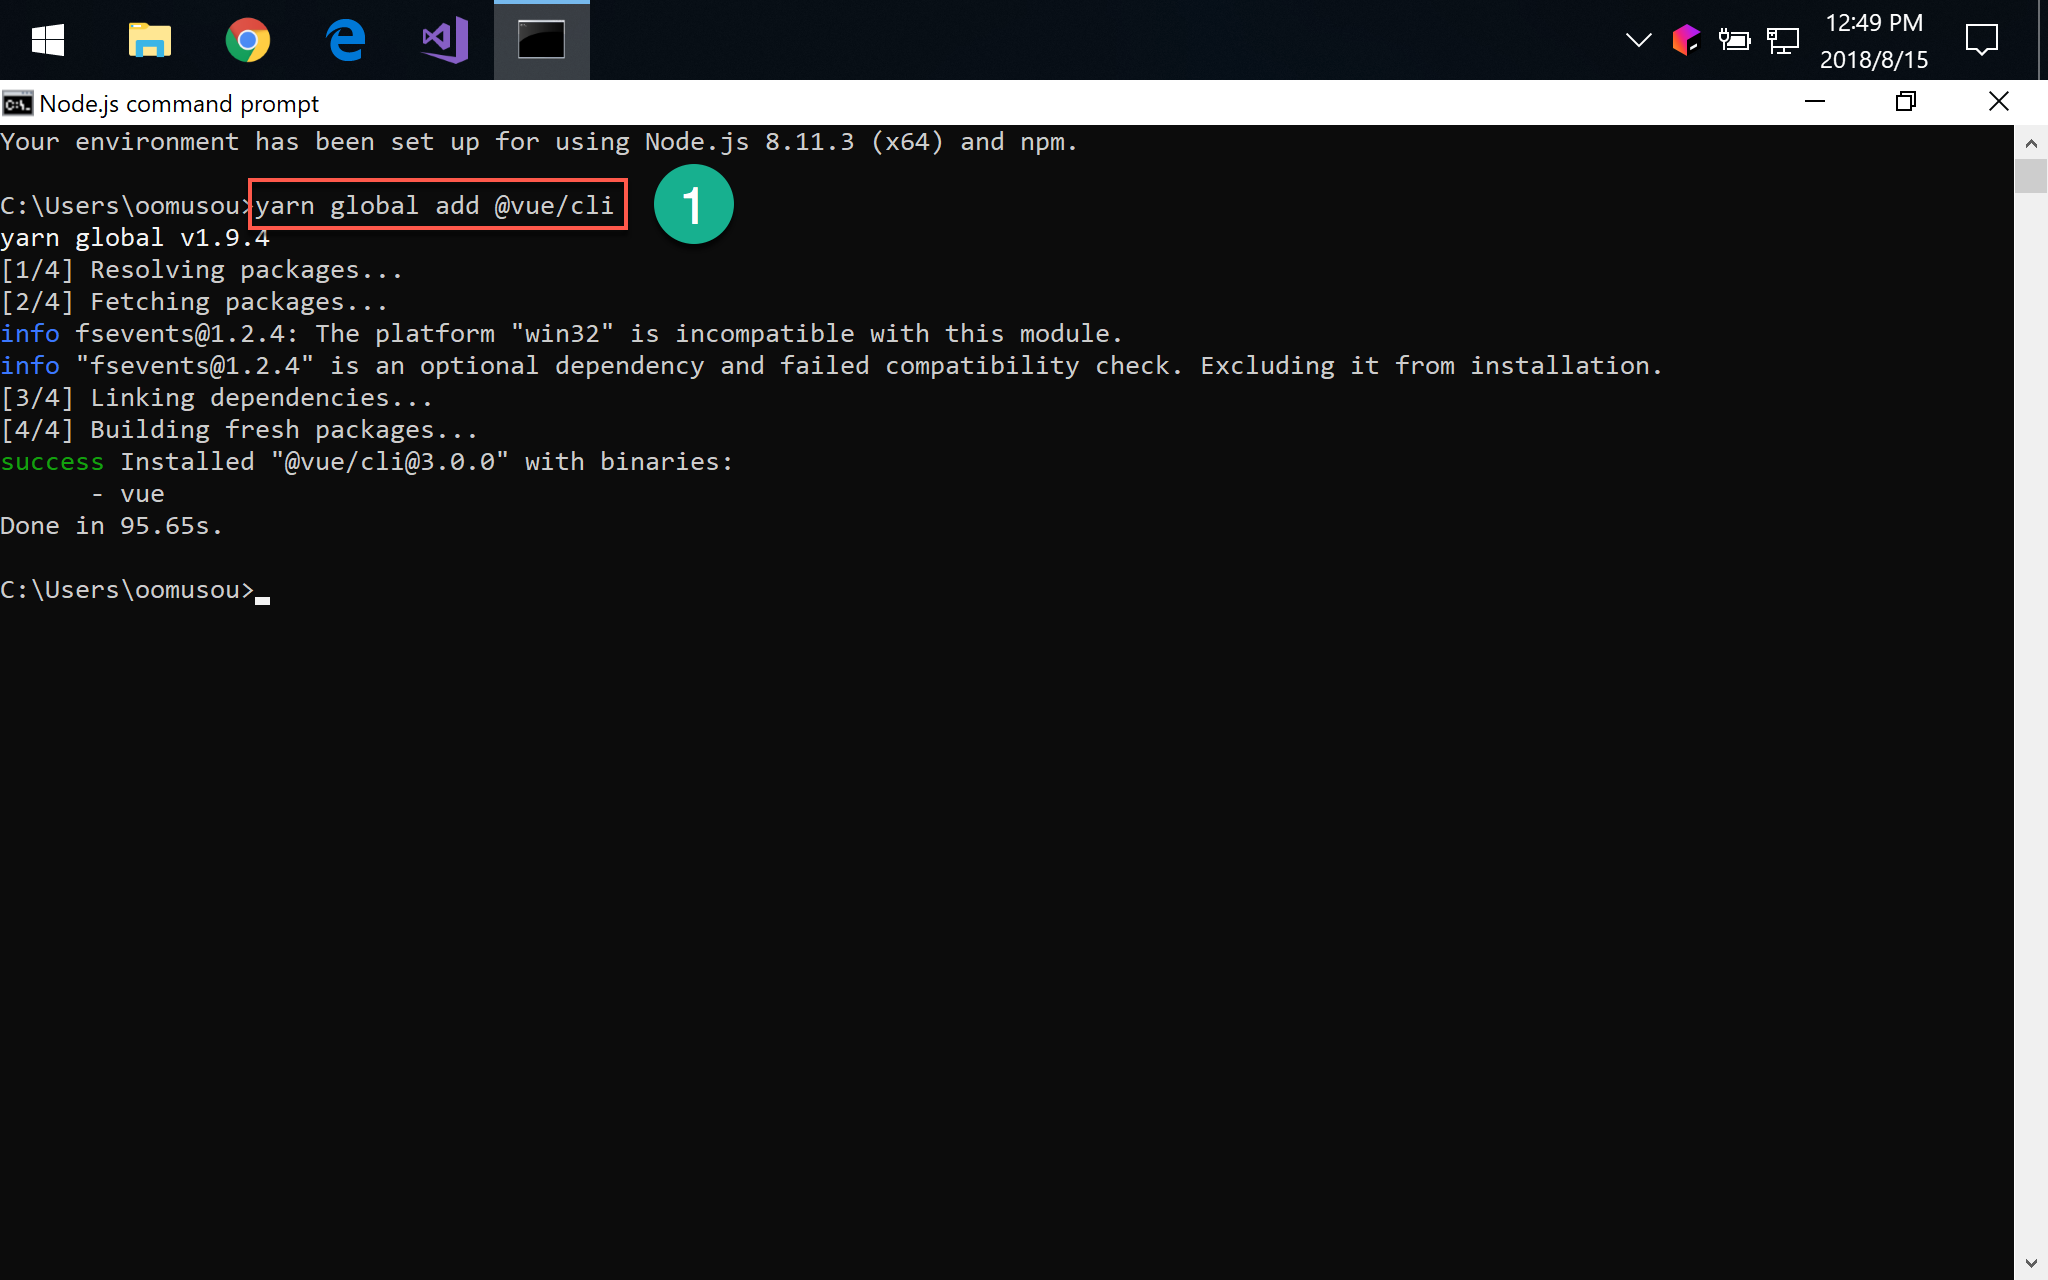 12:49 PM
2018/8/15
Node.js command prompt
Your environment has been set up for using Node.js 8.11.3 (x64) and npm.
C:\Users\oomusou>yarn global add @vue/cli
1
yarn global v1.9.4
[1/4] Resolving packages...
[2/4] Fetching packages...
info fsevents@1.2.4: The platform "win32" is incompatible with this module.
info "fsevents@1.2.4" is an optional dependency and failed compatibility check. Excluding it from installation.
[3/4] Linking dependencies...
[4/4] Building fresh packages...
success Installed "@vue/cli@3.0.0" with binaries:
- vue
Done in 95.65s.
C:\Users\oomusou>